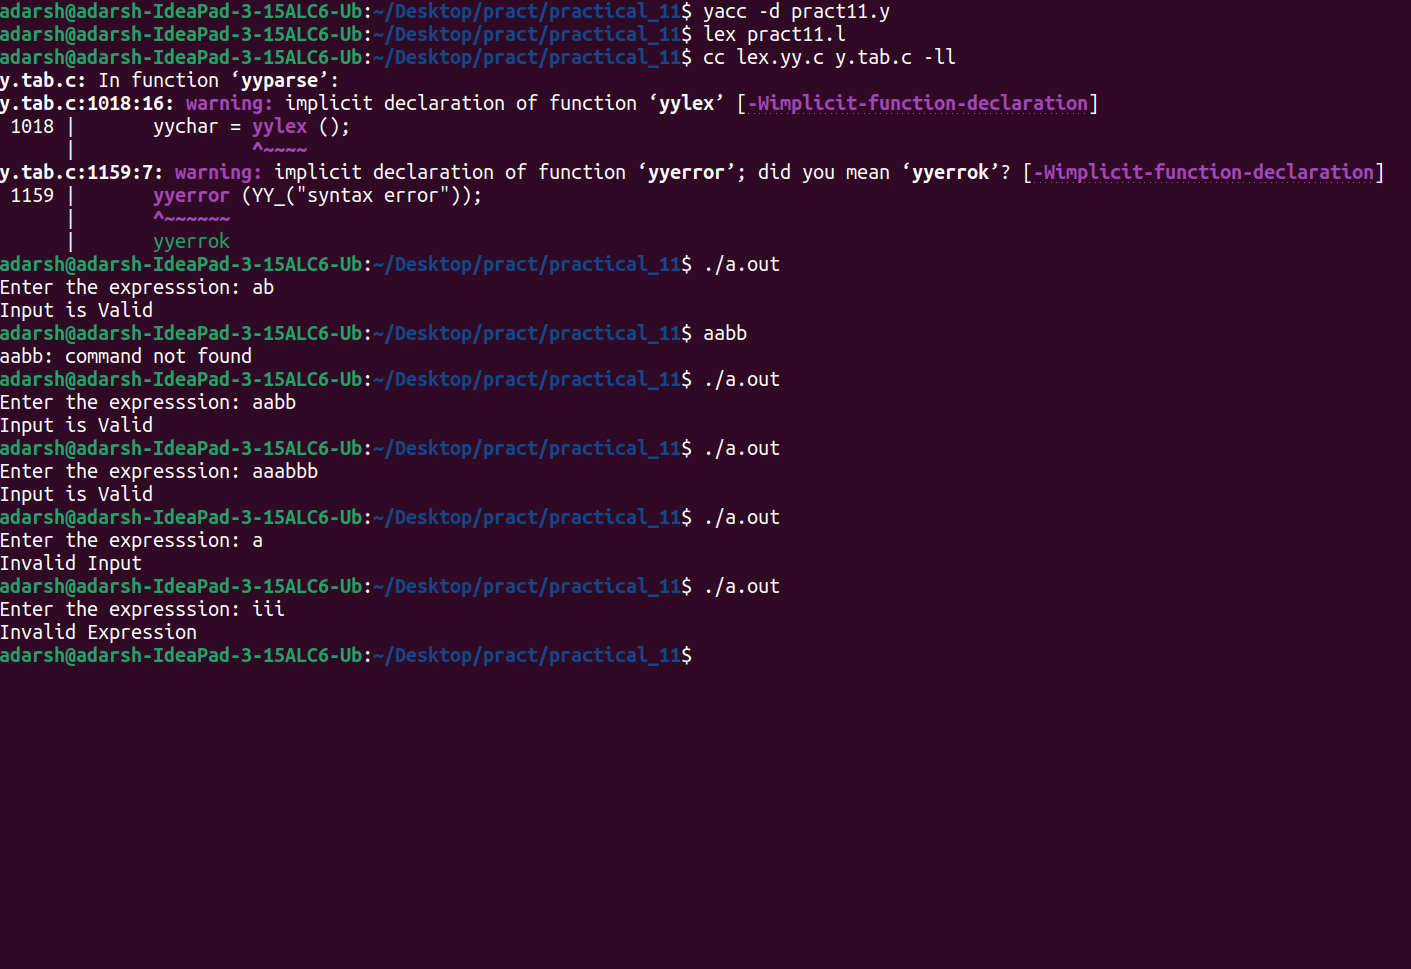 adarsh@adarsh-IdeaPad-3-15ALC6-Ub:~/Desktop/pract/practical_11$ yacc -d pract11.y
adarsh@adarsh-IdeaPad-3-15ALC6-Ub:~/Desktop/pract/practical_11$ lex pract11.l
adarsh@adarsh-IdeaPad-3-15ALC6-Ub:~/Desktop/pract/practical_11$ cc lex.yy.c y.tab.c -ll
y.tab.c: In function ‘yyparse’:
y.tab.c:1018:16: warning: implicit declaration of function ‘yylex’ [-Wimplicit-function-declaration]
 1018 |       yychar = yylex ();
      |                ^~~~~
y.tab.c:1159:7: warning: implicit declaration of function ‘yyerror’; did you mean ‘yyerrok’? [-Wimplicit-function-declaration]
 1159 |       yyerror (YY_("syntax error"));
      |       ^~~~~~~
      |       yyerrok
adarsh@adarsh-IdeaPad-3-15ALC6-Ub:~/Desktop/pract/practical_11$ ./a.out
Enter the expresssion: ab
Input is Valid
adarsh@adarsh-IdeaPad-3-15ALC6-Ub:~/Desktop/pract/practical_11$ aabb
aabb: command not found
adarsh@adarsh-IdeaPad-3-15ALC6-Ub:~/Desktop/pract/practical_11$ ./a.out
Enter the expresssion: aabb
Input is Valid
adarsh@adarsh-IdeaPad-3-15ALC6-Ub:~/Desktop/pract/practical_11$ ./a.out
Enter the expresssion: aaabbb
Input is Valid
adarsh@adarsh-IdeaPad-3-15ALC6-Ub:~/Desktop/pract/practical_11$ ./a.out
Enter the expresssion: a
Invalid Input
adarsh@adarsh-IdeaPad-3-15ALC6-Ub:~/Desktop/pract/practical_11$ ./a.out
Enter the expresssion: iii
Invalid Expression
adarsh@adarsh-IdeaPad-3-15ALC6-Ub:~/Desktop/pract/practical_11$